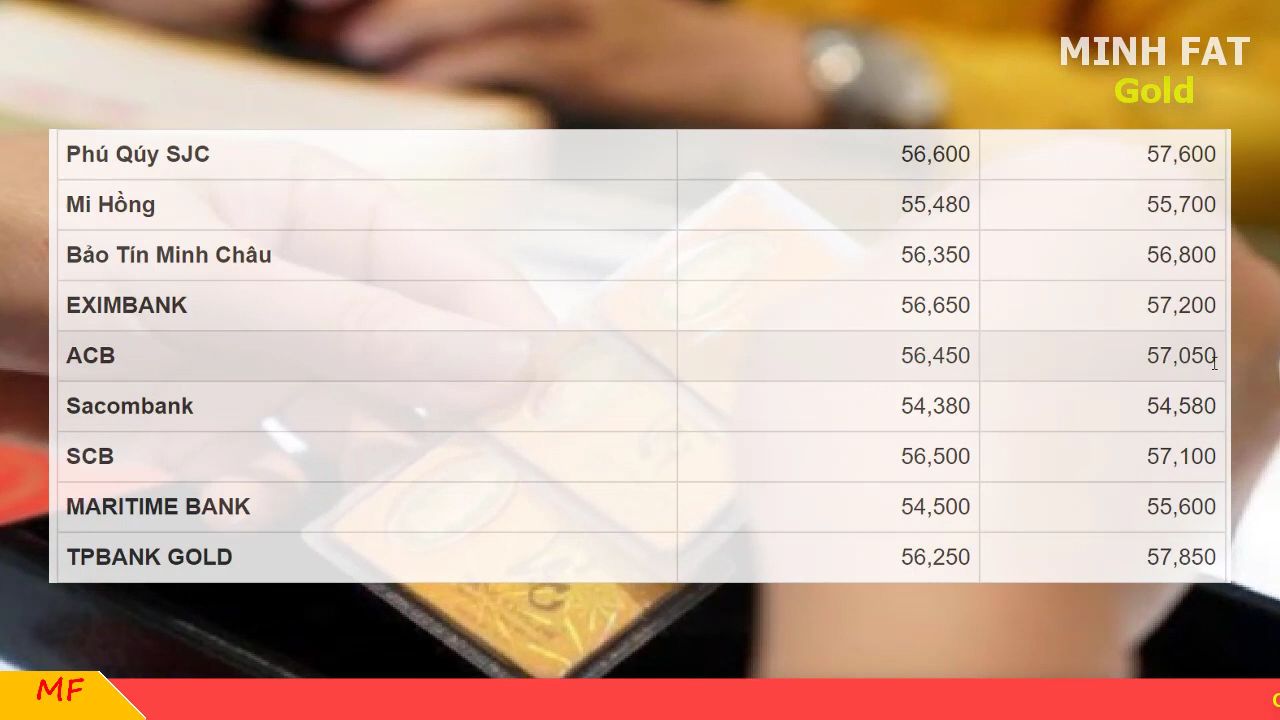 MINH FAT
Gold
Phú Qúy SJC 56,600 57,600
Mi Hồng 55,480 55,700
Bảo Tín Minh Châu 56,350 56,800
EXIMBANK 56,650 57,200
ACB 56,450 57,050
Sacombank 54,380 54,580
SCB 56,500 57,100
MARITIME BANK 54,500 55,600
TPBANK GOLD 56,250 57,850
MF